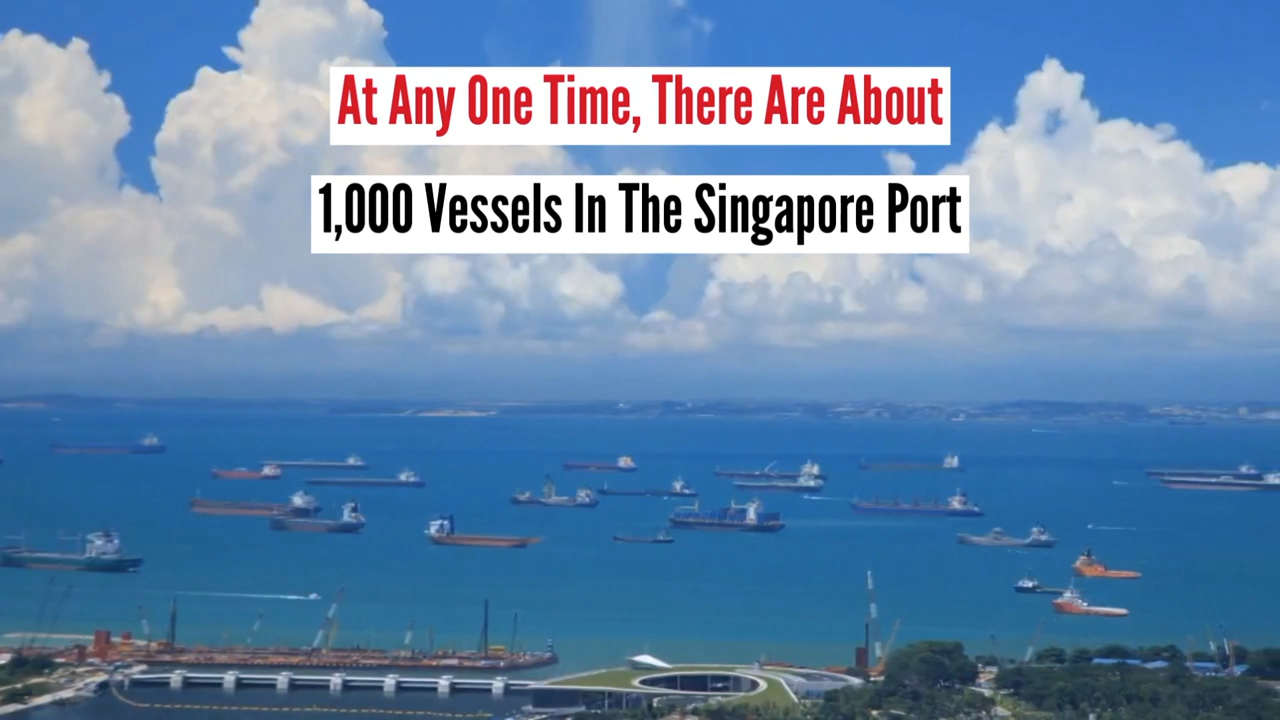 At Any One Time, There Are About
1,000 Vessels In The Singapore Port